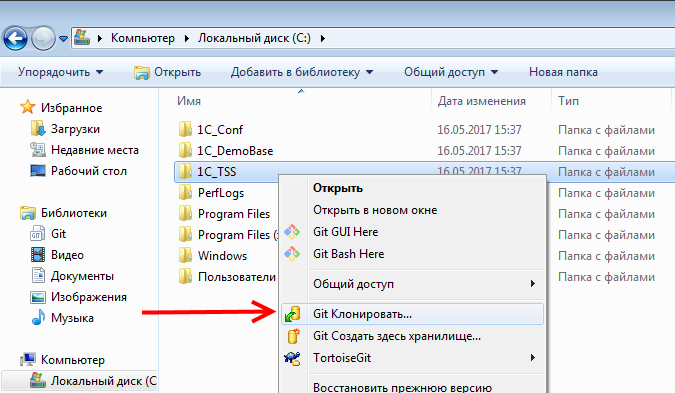 Компьютер ▸ Локальный диск (C:) ▸
Упорядочить ▾ Открыть Добавить в библиотеку ▾ Общий доступ ▾ Новая папка
Избранное
Загрузки
Недавние места
Рабочий стол
Библиотеки
Git
Видео
Документы
Изображения
Музыка
Компьютер
Локальный диск (C
Имя Дата изменения Тип
1C_Conf 16.05.2017 15:37 Папка с файлами
1C_DemoBase 16.05.2017 15:37 Папка с файлами
1C_TSS 16.05.2017 15:37 Папка с файлами
PerfLogs Папка с файлами
Program Files Папка с файлами
Program Files ( Папка с файлами
Windows Папка с файлами
Пользователи Папка с файлами
Открыть
Открыть в новом окне
Git GUI Here
Git Bash Here
Общий доступ
Git Клонировать...
Git Создать здесь хранилище...
TortoiseGit
Восстановить прежнюю версию